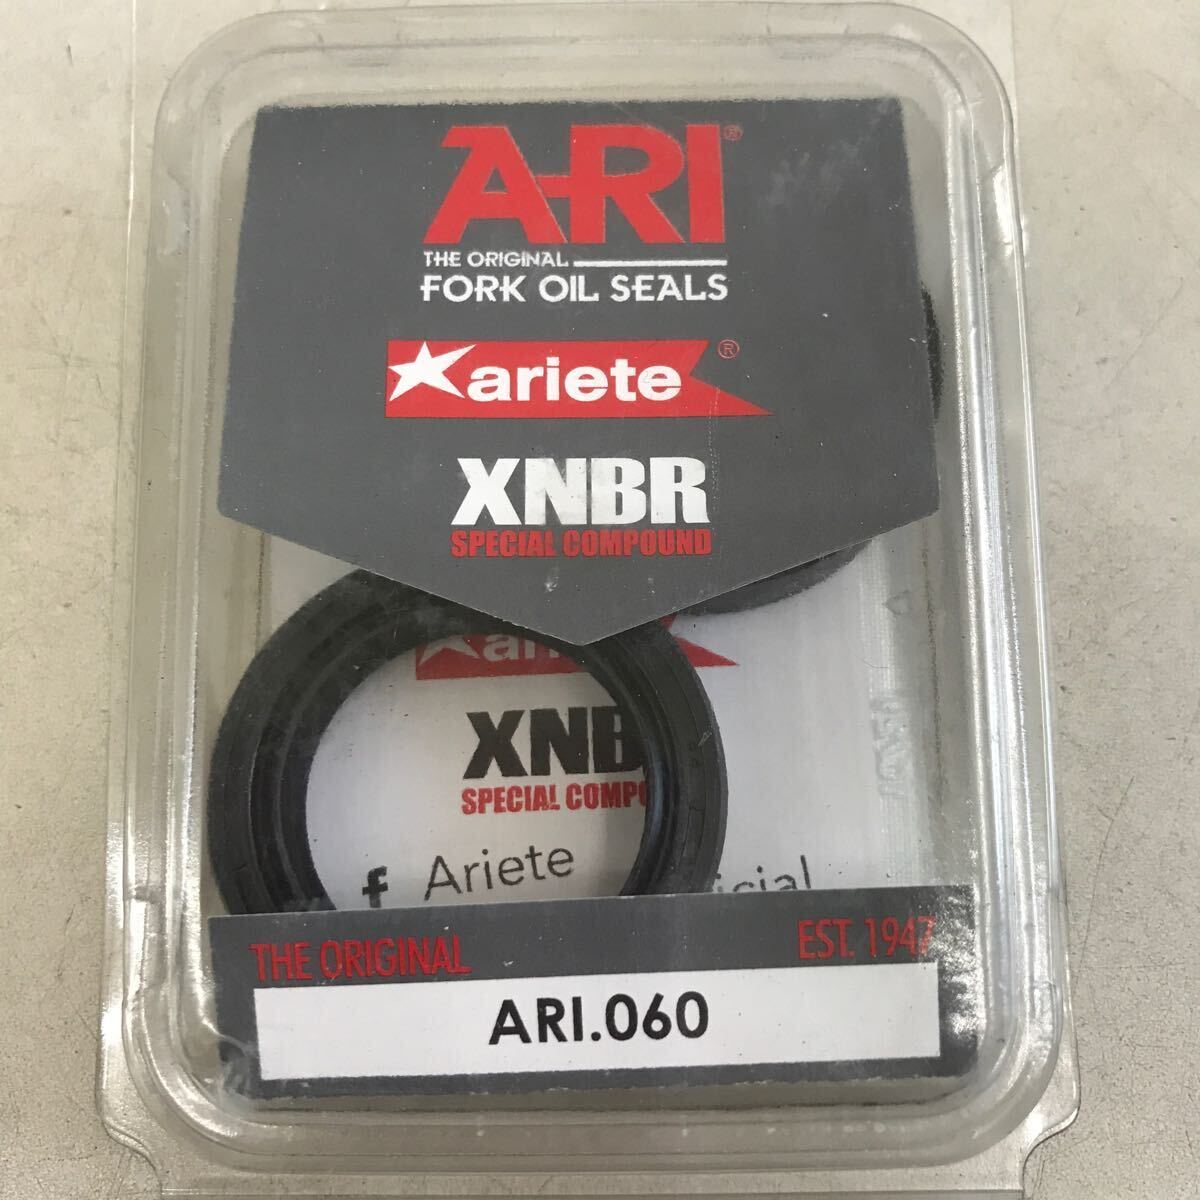 ARI®
THE ORIGINAL
FORK OIL SEALS
ariete®
XNBR
SPECIAL COMPOUND
XNB
SPECIAL
f Ariete
THE ORIGINAL EST. 1947
ARI.060